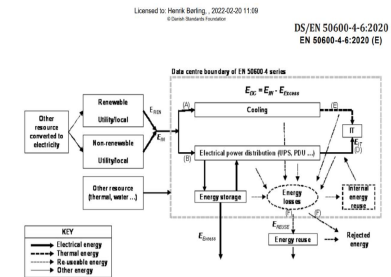 Licensed to: Henrik Børling, , 2022-02-20 11:09
© Danish Standards Foundation
DS/EN 50600-4-6:2020
EN 50600-4-6:2020 (E)
Data centre boundary of EN 50600-4 series
E_DC = E_IN - E_Excess
Renewable
Utility/local
E_REN
(A)
Cooling
(E)
Other
resource
converted to
electricity
E_IN
IT
Non-renewable
Utility/local
E_IT
(D)
(B)
Electrical power distribution (UPS, PDU ...)
Other resource
(thermal, water ...)
Energy storage
Energy
losses
Internal
energy
reuse
(F)
(F)
KEY
Electrical energy
Thermal energy
Re-useable energy
Other energy
E_Excess
E_REUSE
Energy reuse
Rejected
energy